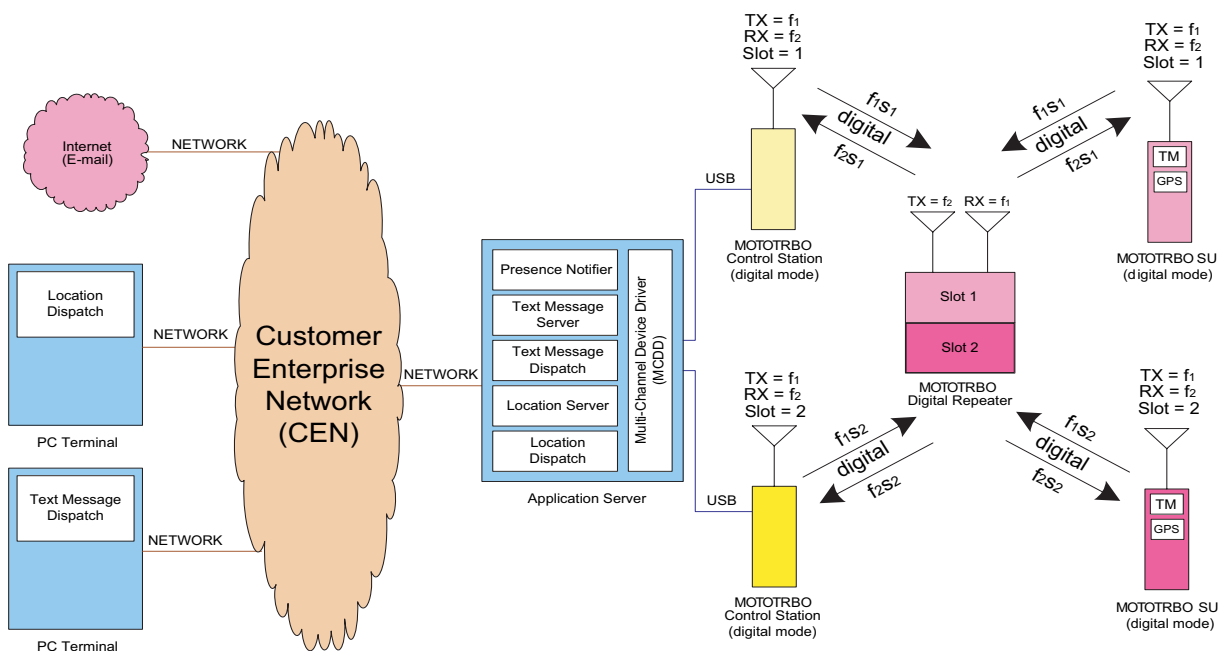 Internet
(E-mail)
NETWORK
Location
Dispatch
NETWORK
PC Terminal
Text Message
Dispatch
NETWORK
PC Terminal
Customer
Enterprise
Network
(CEN)
NETWORK
Presence Notifier
Text Message
Server
Text Message
Dispatch
Location Server
Location
Dispatch
Multi-Channel Device Driver
(MCDD)
Application Server
USB
USB
TX = f₁
RX = f₂
Slot = 1
MOTOTRBO
Control Station
(digital mode)
f₁s₁
digital
f₂s₁
TX = f₁
RX = f₂
Slot = 2
MOTOTRBO
Control Station
(digital mode)
f₁s₂
digital
f₂s₂
TX = f₂
RX = f₁
Slot 1
Slot 2
MOTOTRBO
Digital Repeater
f₁s₁
digital
f₂s₁
TX = f₁
RX = f₂
Slot = 1
TM
GPS
MOTOTRBO SU
(digital mode)
f₁s₂
digital
f₂s₂
TX = f₁
RX = f₂
Slot = 2
TM
GPS
MOTOTRBO SU
(digital mode)